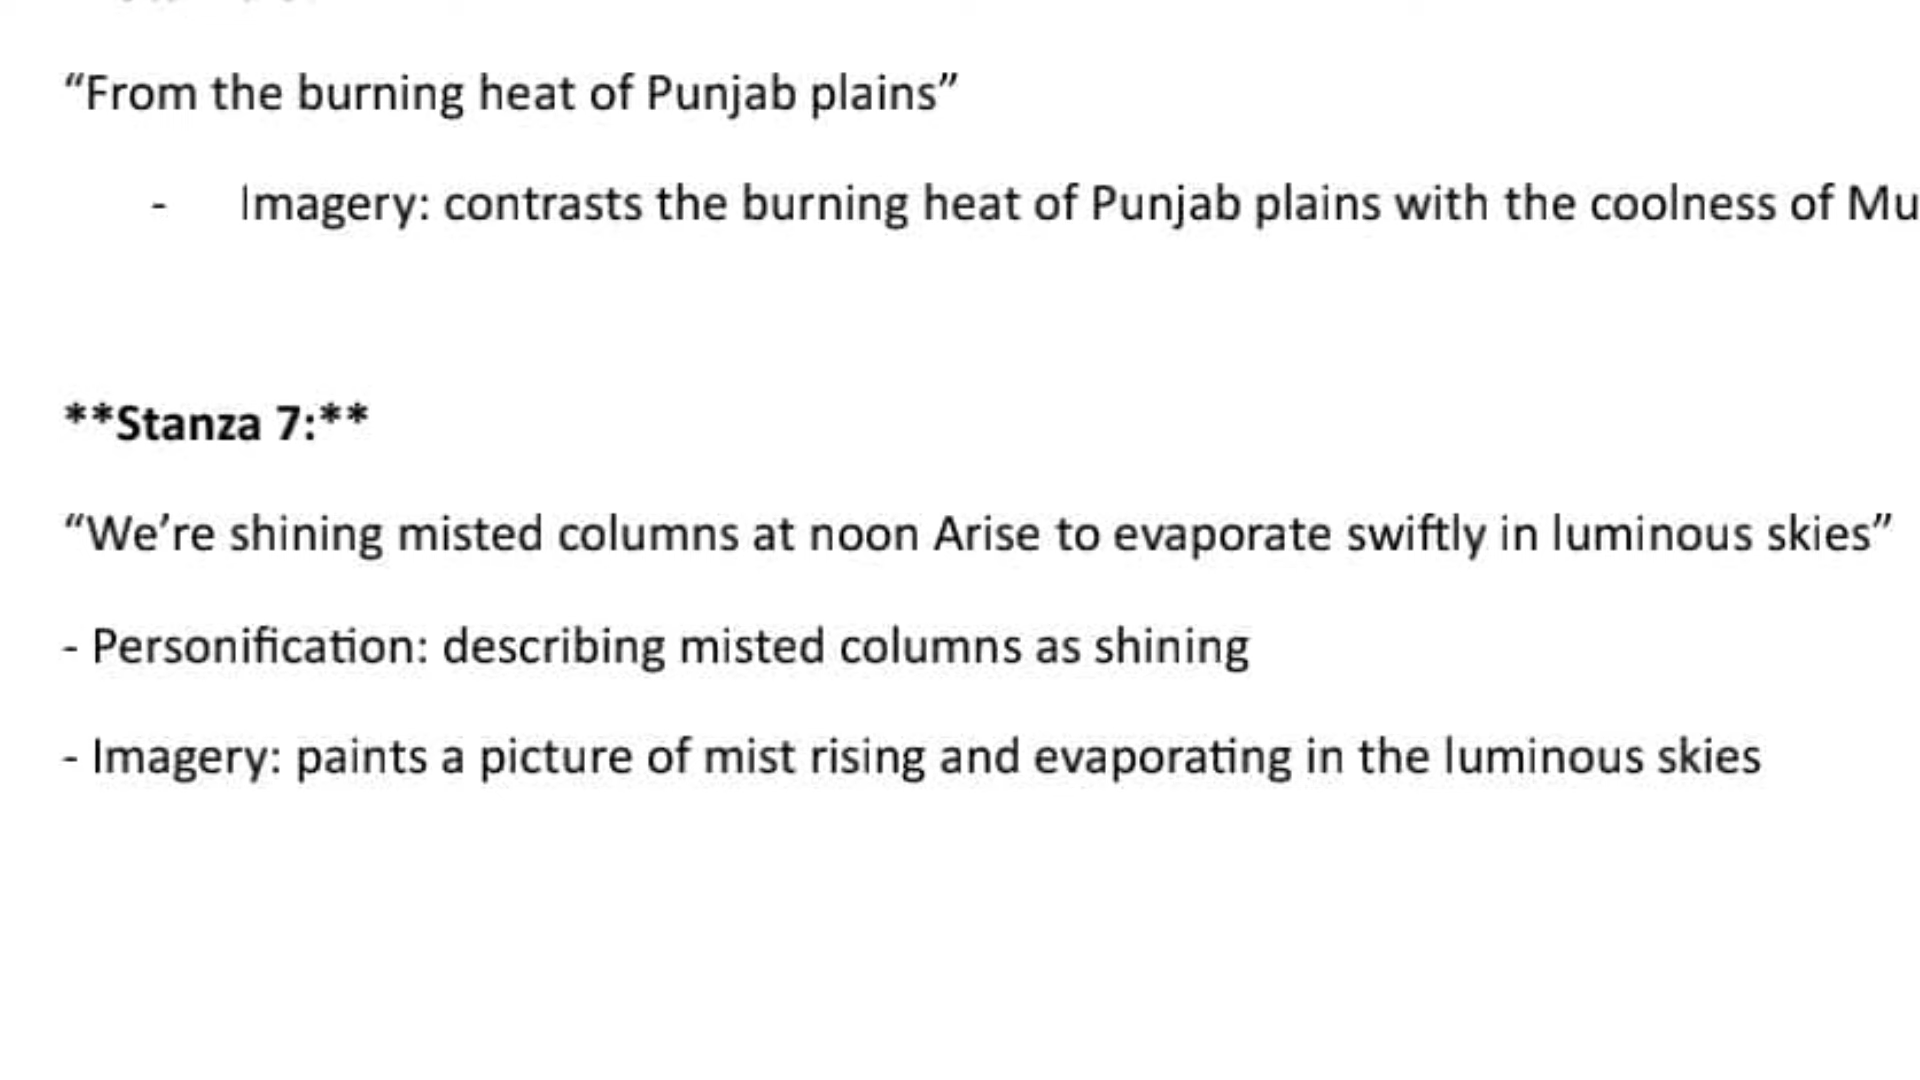 “From the burning heat of Punjab plains”
- Imagery: contrasts the burning heat of Punjab plains with the coolness of Mu
**Stanza 7:**
“We’re shining misted columns at noon Arise to evaporate swiftly in luminous skies”
- Personification: describing misted columns as shining
- Imagery: paints a picture of mist rising and evaporating in the luminous skies